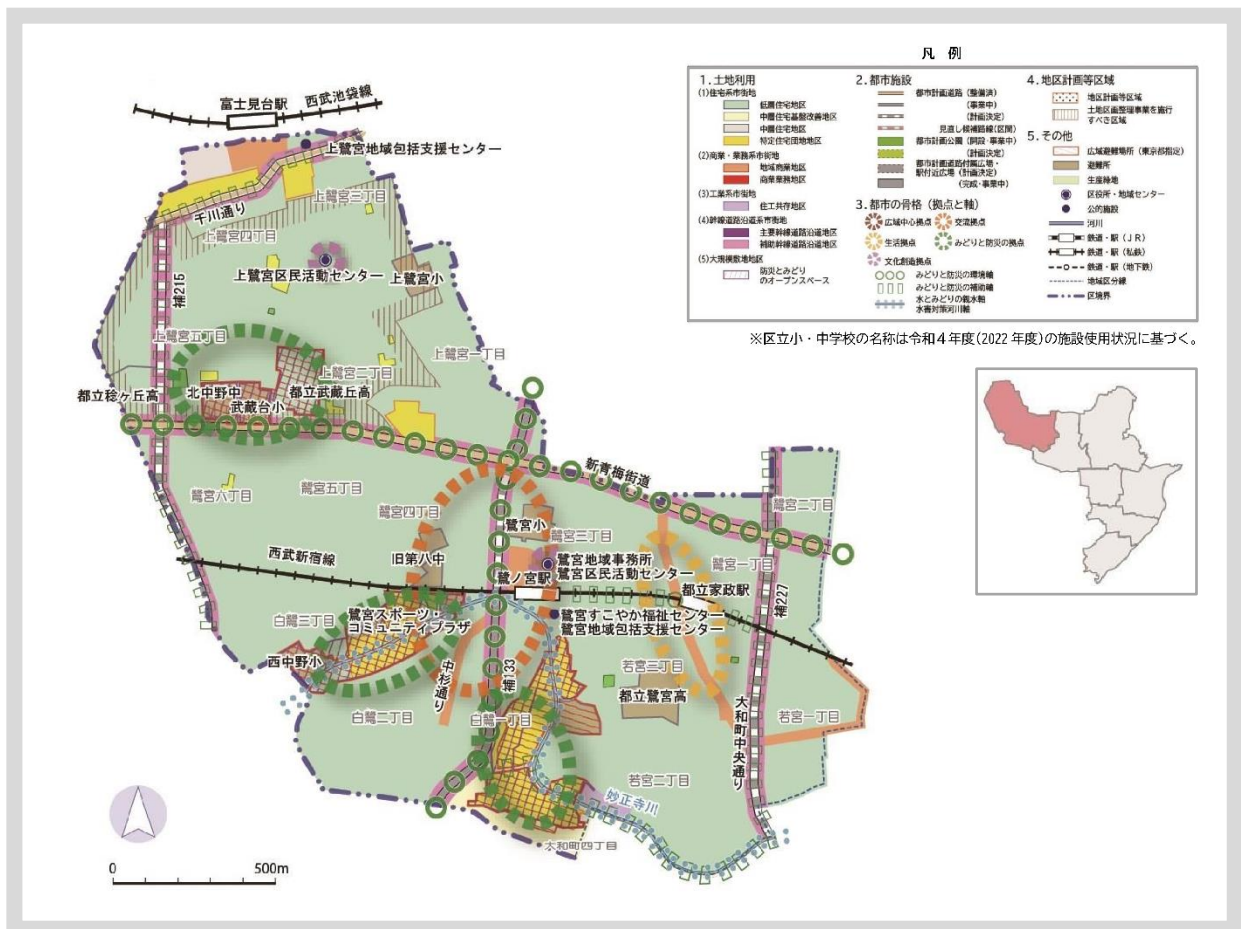 凡 例
1. 土地利用
(1)住宅系市街地
低層住宅地区
中層住宅基盤改善地区
中層住宅地区
特定住宅団地地区
(2)商業・業務系市街地
地域商業地区
商業業務地区
(3)工業系市街地
住工共存地区
(4)幹線道路沿道系市街地
主要幹線道路沿道地区
補助幹線道路沿道地区
(5)大規模敷地地区
防災とみどり
のオープンスペース
2. 都市施設
都市計画道路(整備済)
(事業中)
(計画決定)
見直し候補路線(区間)
都市計画公園(開設・事業中)
(計画決定)
都市計画道路付属広場・
駅付近広場(計画決定)
(完成・事業中)
3. 都市の骨格(拠点と軸)
広域中心拠点
交流拠点
生活拠点
みどりと防災の拠点
文化創造拠点
みどりと防災の環境軸
みどりと防災の補助軸
水とみどりの親水軸
水害対策河川軸
4. 地区計画等区域
地区計画等区域
土地区画整理事業を施行
すべき区域
5. その他
広域避難場所(東京都指定)
避難所
生産緑地
区役所・地域センター
公的施設
河川
鉄道・駅(JR)
鉄道・駅(私鉄)
鉄道・駅(地下鉄)
地域区分線
区境界
※区立小・中学校の名称は令和4年度(2022年度)の施設使用状況に基づく。
富士見台駅
西武池袋線
上鷺宮地域包括支援センター
上鷺宮三丁目
千川通り
上鷺宮四丁目
上鷺宮区民活動センター
上鷺宮小
補215
上鷺宮五丁目
上鷺宮一丁目
上鷺宮二丁目
都立稔ヶ丘高
北中野中
都立武蔵丘高
武蔵台小
新青梅街道
鷺宮六丁目
鷺宮五丁目
鷺宮四丁目
鷺宮二丁目
鷺宮小
鷺宮三丁目
西武新宿線
旧第八中
鷺宮地域事務所
鷺宮区民活動センター
鷺宮一丁目
鷺ノ宮駅
都立家政駅
補227
白鷺三丁目
鷺宮スポーツ・
コミュニティプラザ
鷺宮すこやか福祉センター
鷺宮地域包括支援センター
西中野小
中杉通り
補133
若宮三丁目
都立鷺宮高
大和町中央通り
白鷺二丁目
白鷺一丁目
若宮一丁目
若宮二丁目
妙正寺川
大和町四丁目
0
500m